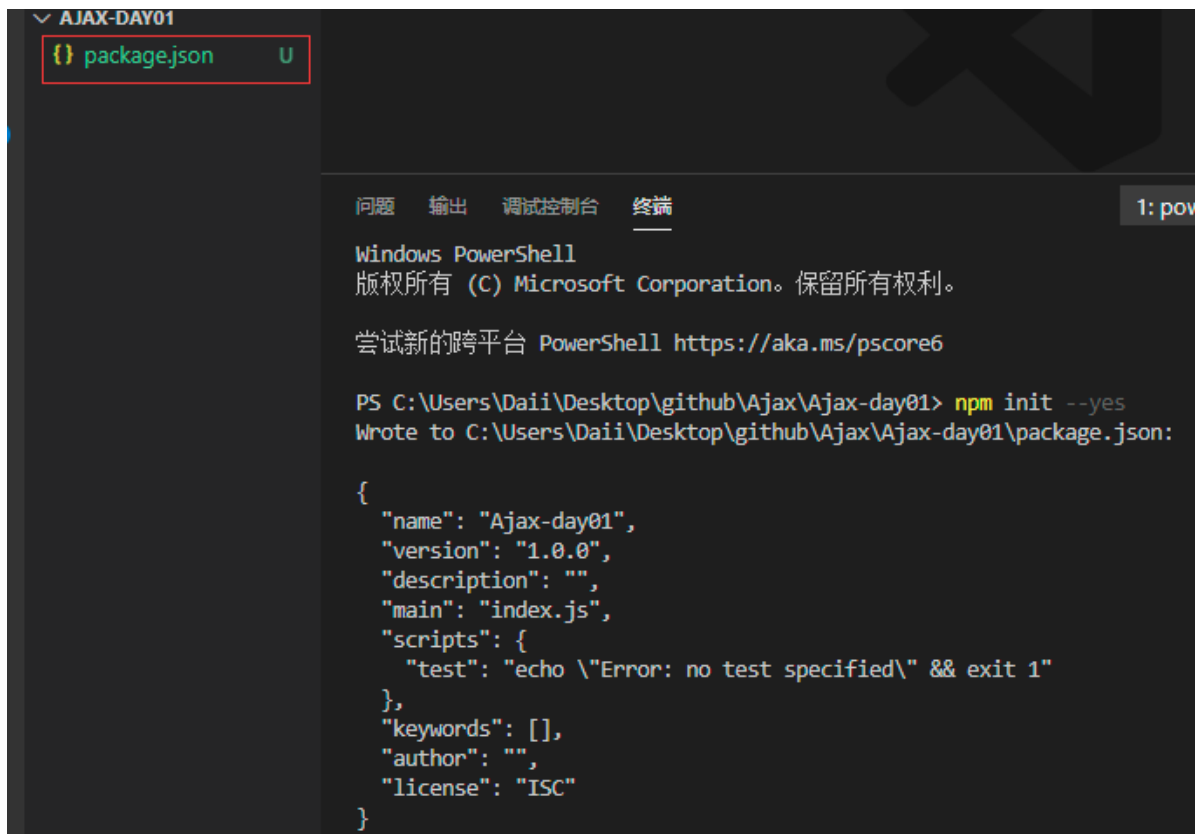 AJAX-DAY01
{} package.json U
问题 输出 调试控制台 终端 1: pow
Windows PowerShell
版权所有 (C) Microsoft Corporation。保留所有权利。
尝试新的跨平台 PowerShell https://aka.ms/pscore6
PS C:\Users\Daii\Desktop\github\Ajax\Ajax-day01> npm init --yes
Wrote to C:\Users\Daii\Desktop\github\Ajax\Ajax-day01\package.json:
{
"name": "Ajax-day01",
"version": "1.0.0",
"description": "",
"main": "index.js",
"scripts": {
"test": "echo \"Error: no test specified\" && exit 1"
},
"keywords": [],
"author": "",
"license": "ISC"
}